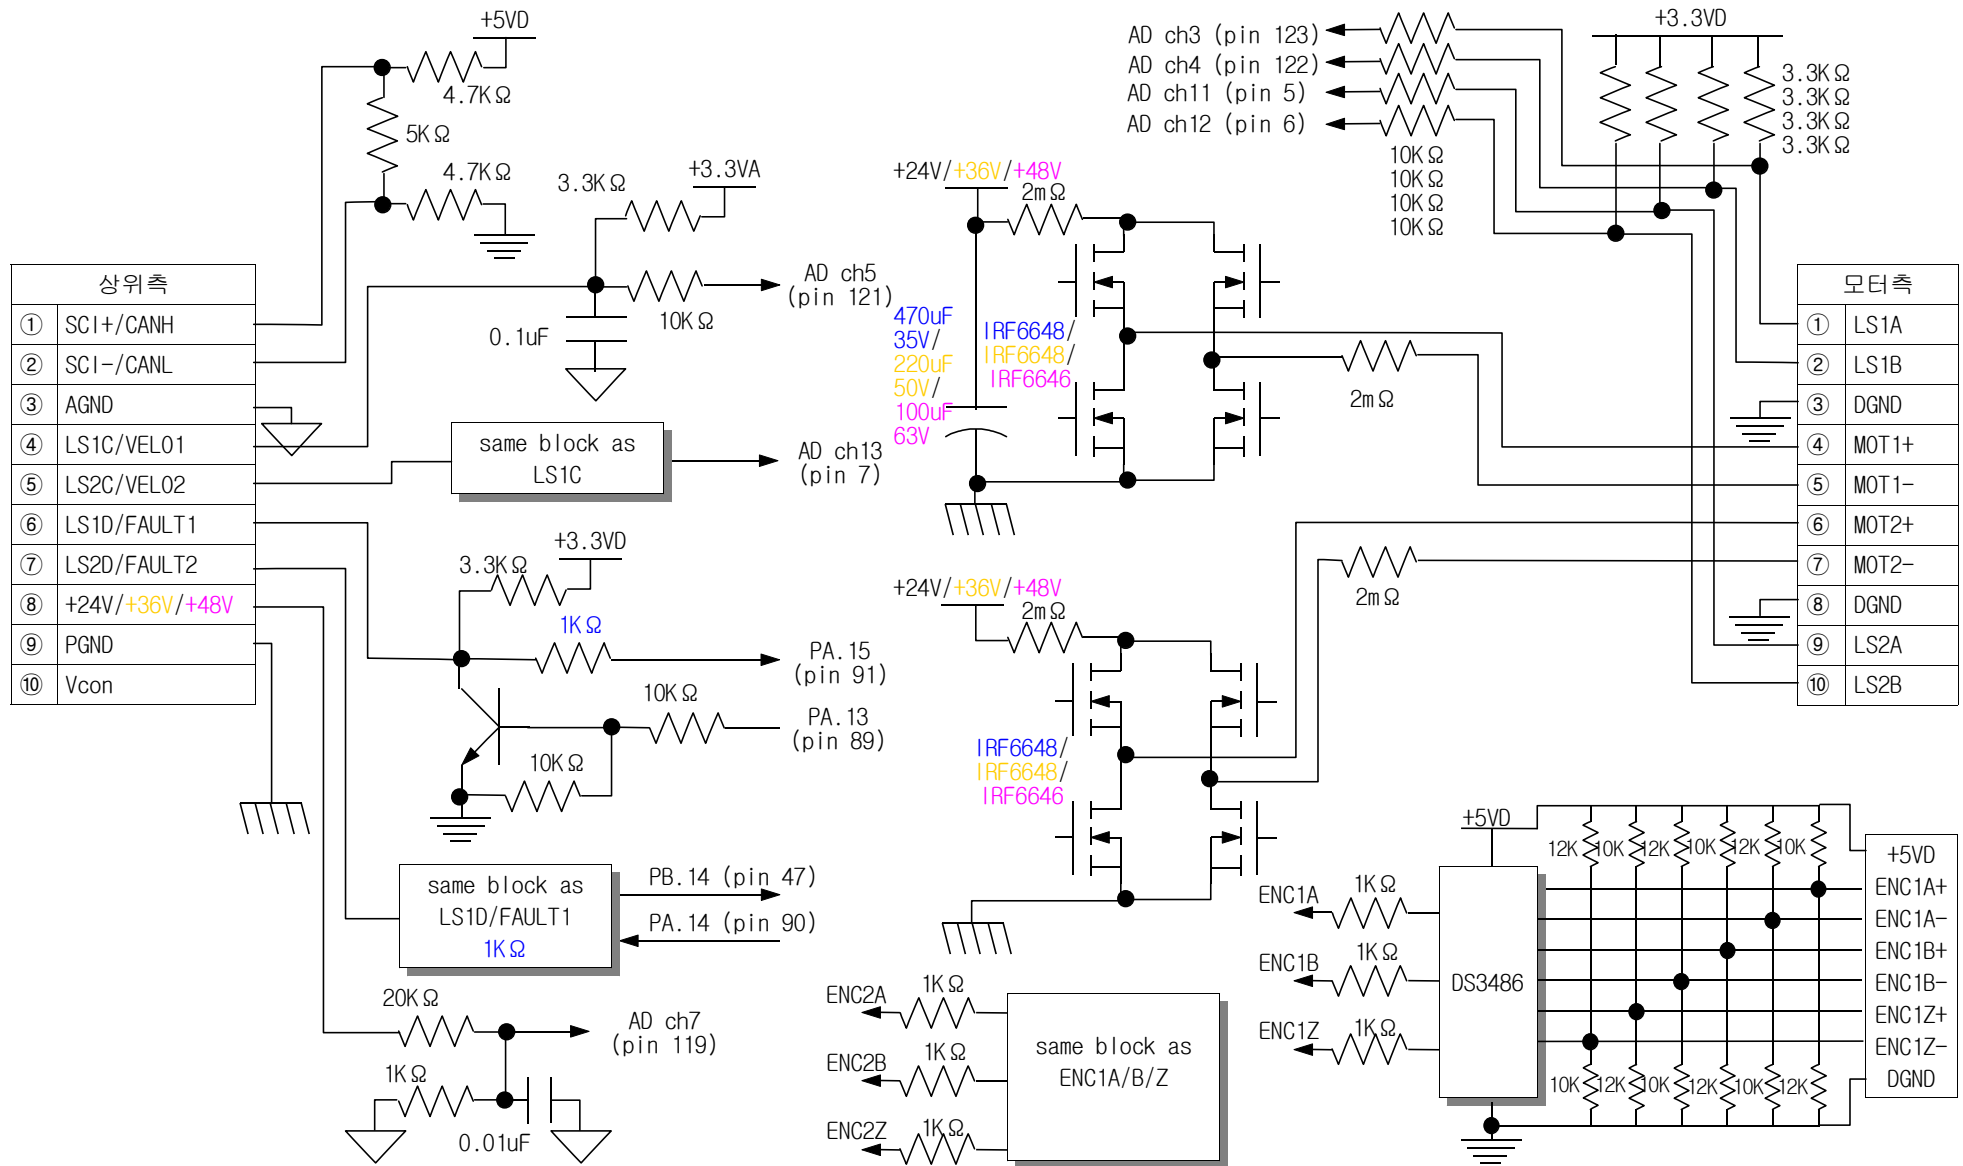 +5VD
4.7KΩ
5KΩ
4.7KΩ
3.3KΩ
+3.3VA
AD ch5
(pin 121)
10KΩ
0.1uF
상위측
① SCI+/CANH
② SCI-/CANL
③ AGND
④ LS1C/VELO1
⑤ LS2C/VELO2
⑥ LS1D/FAULT1
⑦ LS2D/FAULT2
⑧ +24V/+36V/+48V
⑨ PGND
⑩ Vcon
same block as
LS1C
AD ch13
(pin 7)
+3.3VD
3.3KΩ
1KΩ
PA.15
(pin 91)
10KΩ
PA.13
(pin 89)
10KΩ
same block as
LS1D/FAULT1
1KΩ
PB.14 (pin 47)
PA.14 (pin 90)
20KΩ
AD ch7
(pin 119)
1KΩ
0.01uF
AD ch3 (pin 123)
AD ch4 (pin 122)
AD ch11 (pin 5)
AD ch12 (pin 6)
10KΩ
10KΩ
10KΩ
10KΩ
+3.3VD
3.3KΩ
3.3KΩ
3.3KΩ
3.3KΩ
+24V/+36V/+48V
2mΩ
470uF
35V/
220uF
50V/
100uF
63V
IRF6648/
IRF6648/
IRF6646
2mΩ
+24V/+36V/+48V
2mΩ
IRF6648/
IRF6648/
IRF6646
2mΩ
모터측
① LS1A
② LS1B
③ DGND
④ MOT1+
⑤ MOT1-
⑥ MOT2+
⑦ MOT2-
⑧ DGND
⑨ LS2A
⑩ LS2B
ENC2A
1KΩ
ENC2B
1KΩ
ENC2Z
1KΩ
same block as
ENC1A/B/Z
ENC1A
1KΩ
ENC1B
1KΩ
ENC1Z
1KΩ
+5VD
DS3486
12K 10K 12K 10K 12K 10K
10K 12K 10K 12K 10K 12K
+5VD
ENC1A+
ENC1A-
ENC1B+
ENC1B-
ENC1Z+
ENC1Z-
DGND